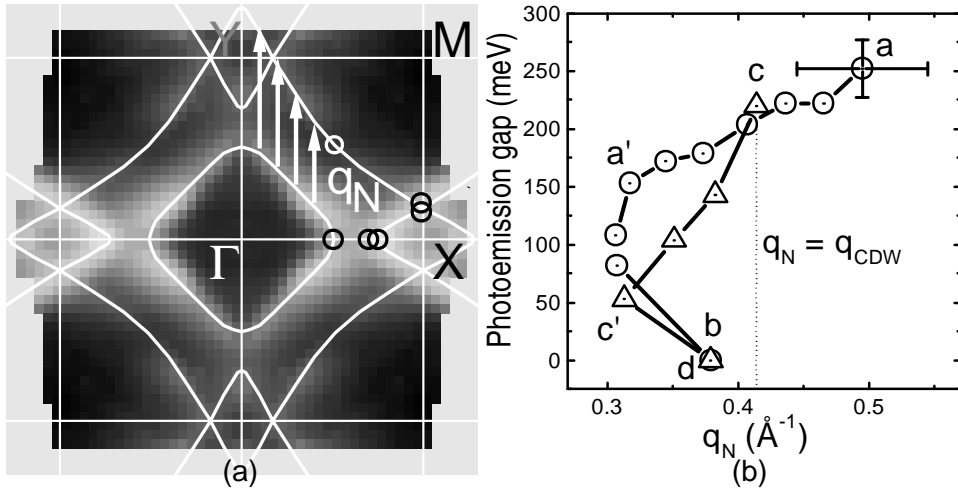 Y
M
q_N
Γ
X
(a)
Photoemission gap (meV)
300
250
200
150
100
50
0
a
c
a'
q_N = q_CDW
c'
b
d
0.3
0.4
0.5
q_N (Å⁻¹)
(b)